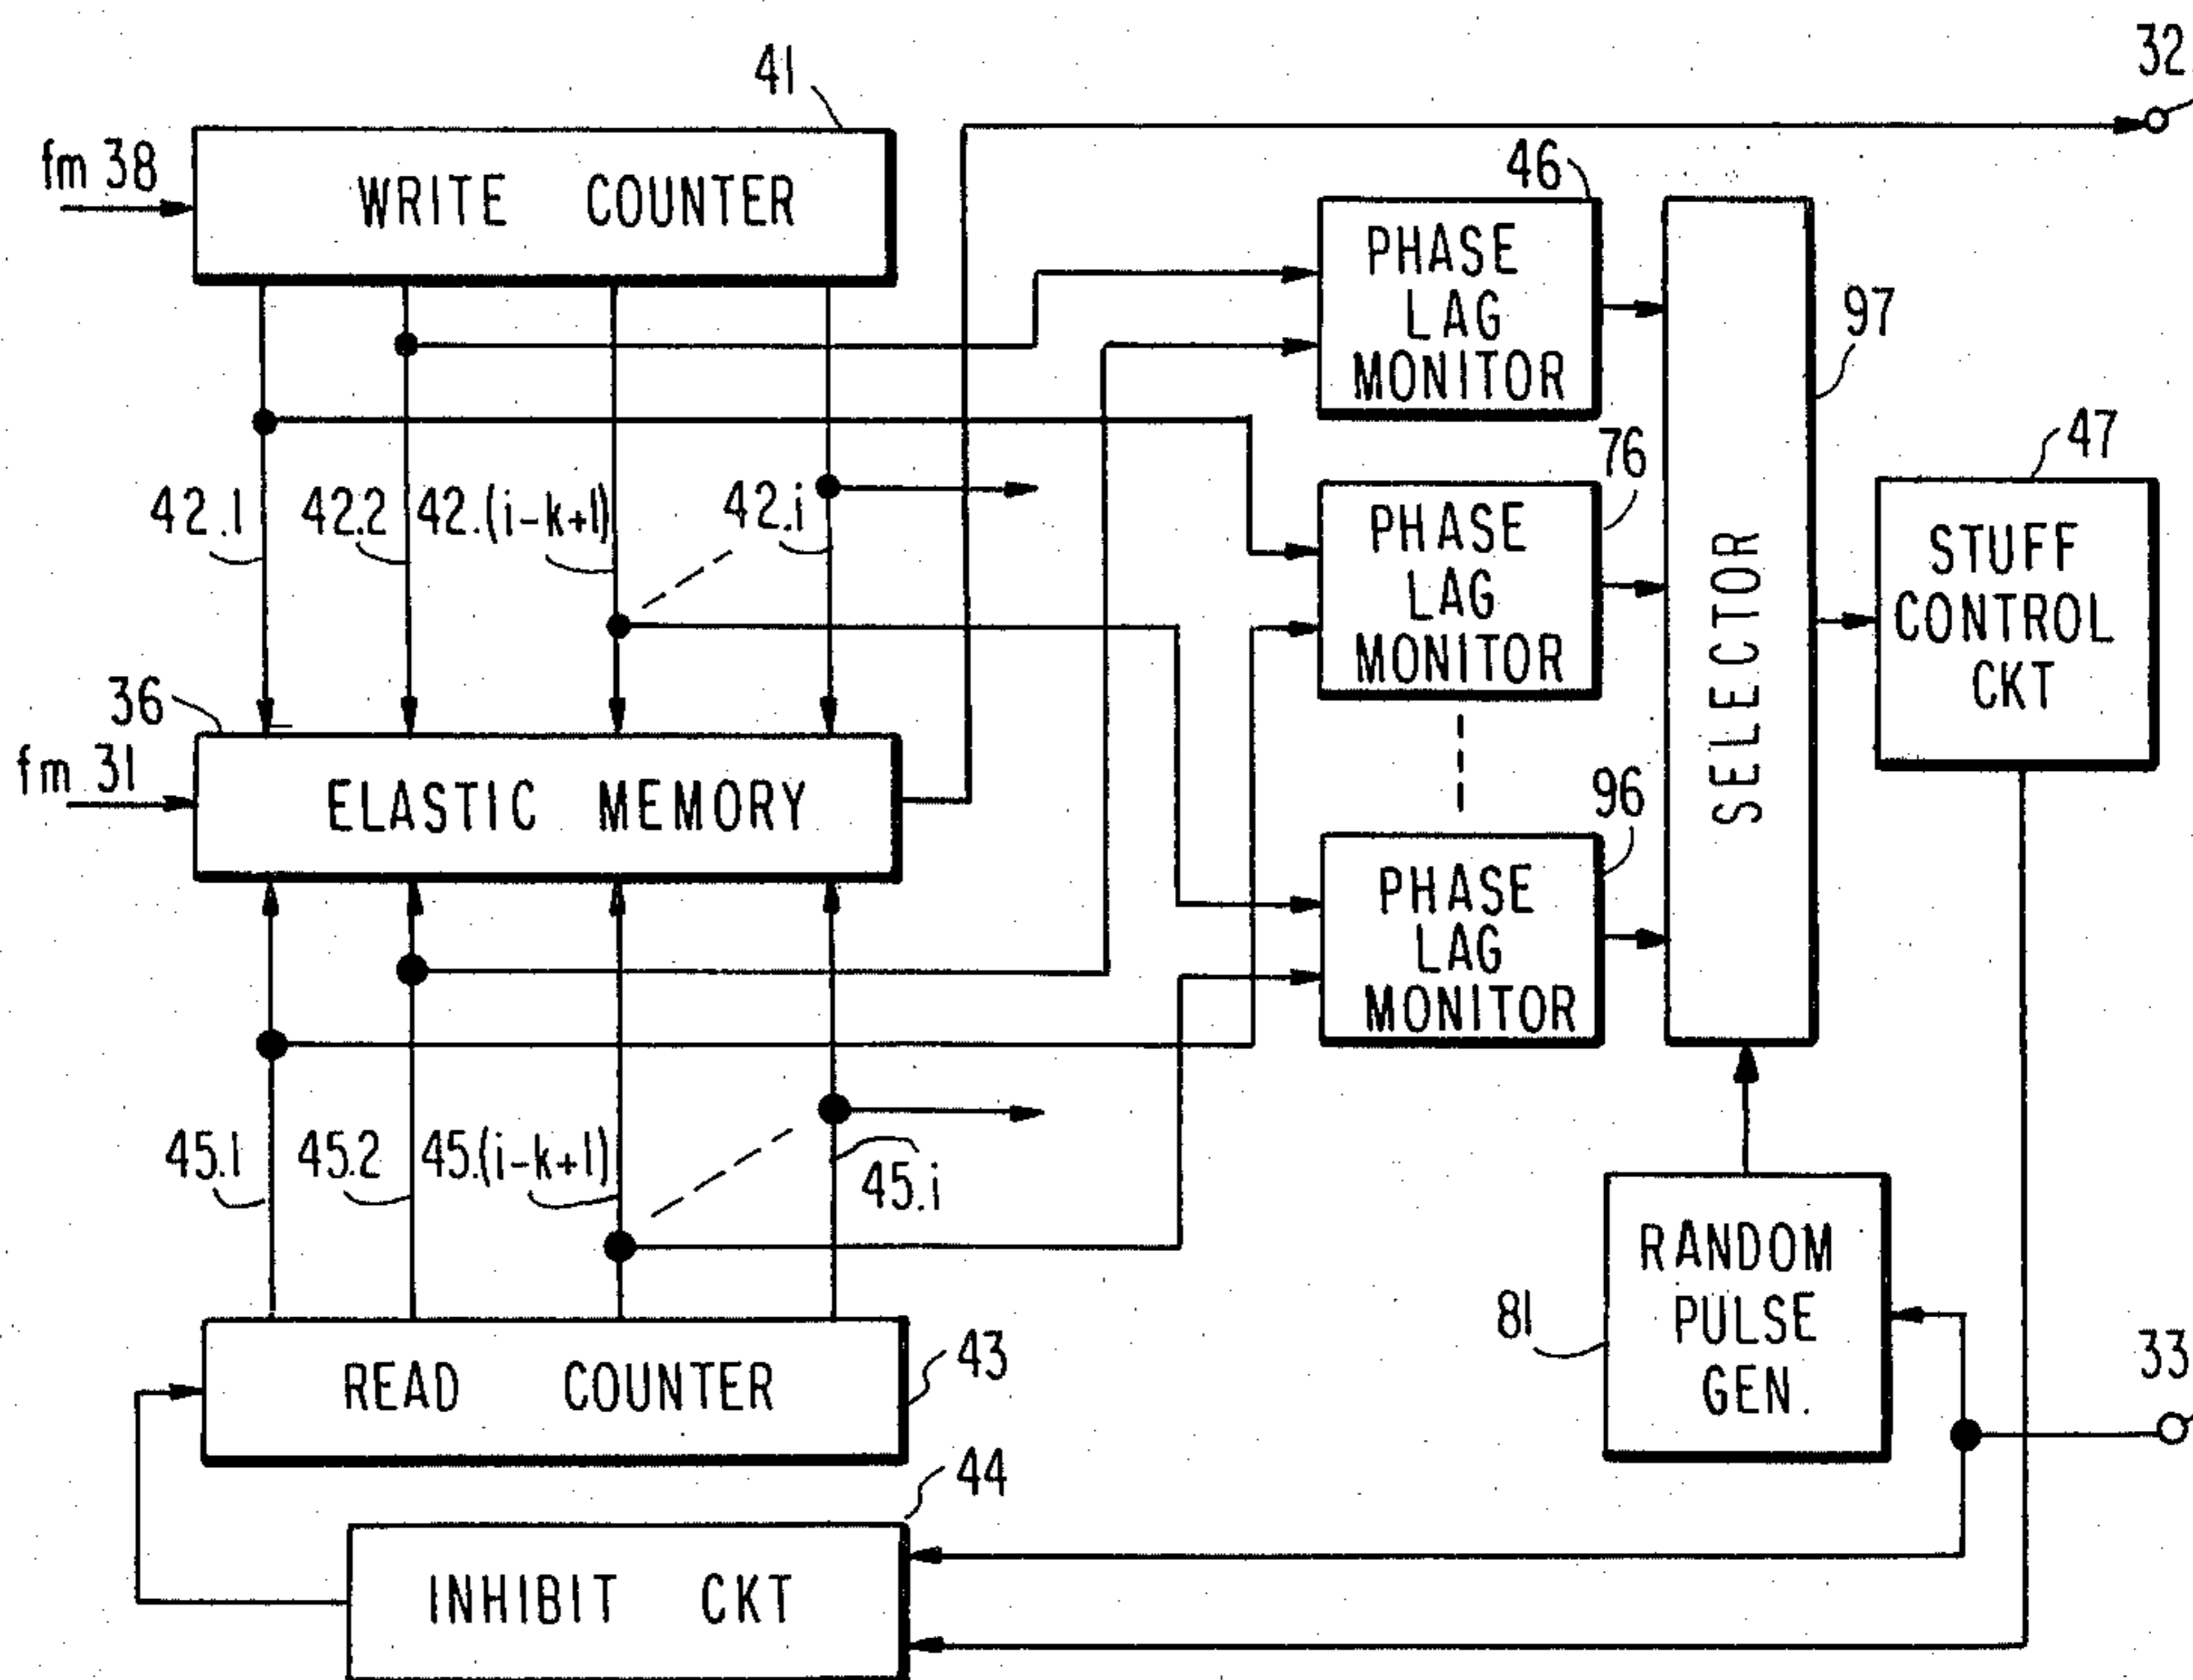 41
32
fm 38
WRITE COUNTER
46
PHASE
LAG
MONITOR
97
47
76
42.1
42.2
42.(i-k+1)
42.i
PHASE
LAG
MONITOR
SELECTOR
STUFF
CONTROL
CKT
36
fm 31
ELASTIC MEMORY
96
PHASE
LAG
MONITOR
45.1
45.2
45.(i-k+1)
45.i
RANDOM
PULSE
GEN.
81
READ COUNTER
43
33
44
INHIBIT CKT